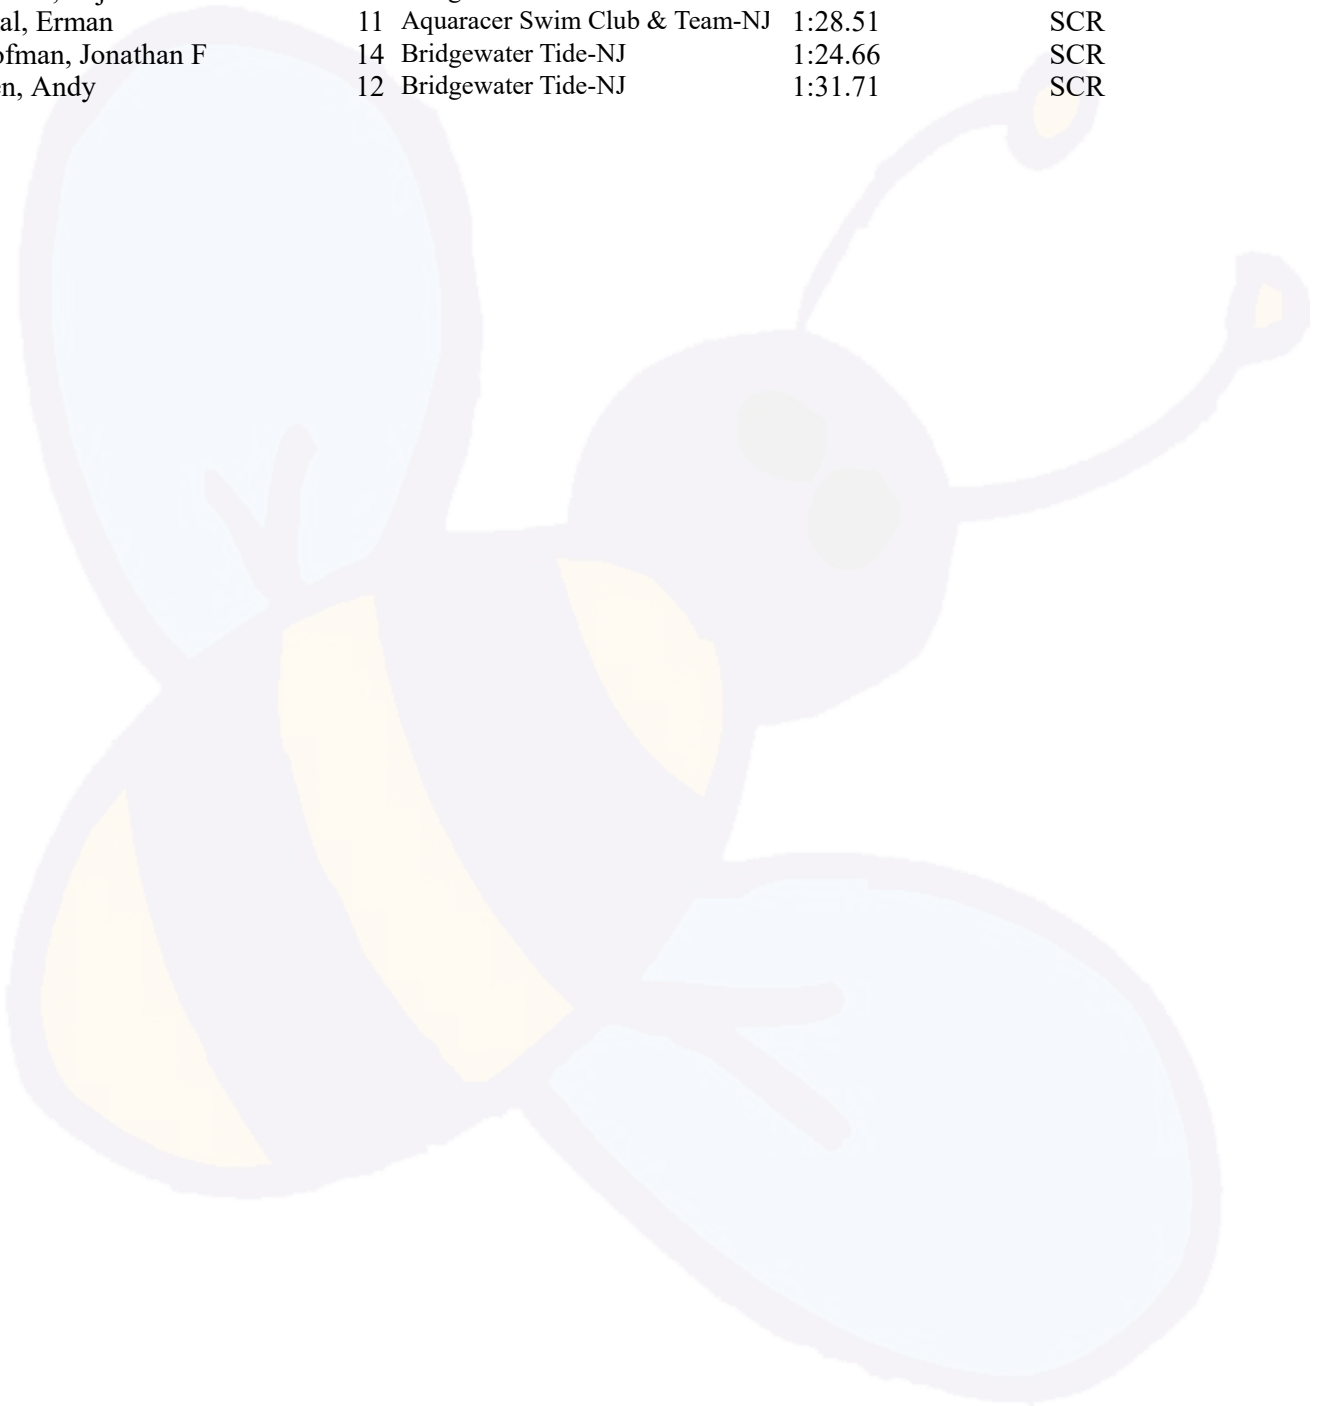 al, Erman 11 Aquaracer Swim Club & Team-NJ 1:28.51 SCR
ofman, Jonathan F 14 Bridgewater Tide-NJ 1:24.66 SCR
n, Andy 12 Bridgewater Tide-NJ 1:31.71 SCR